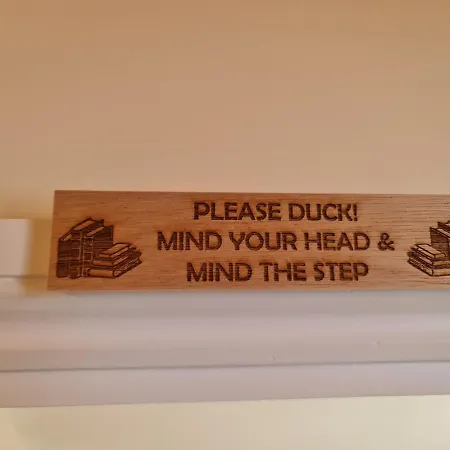 PLEASE DUCK!
MIND YOUR HEAD &
MIND THE STEP